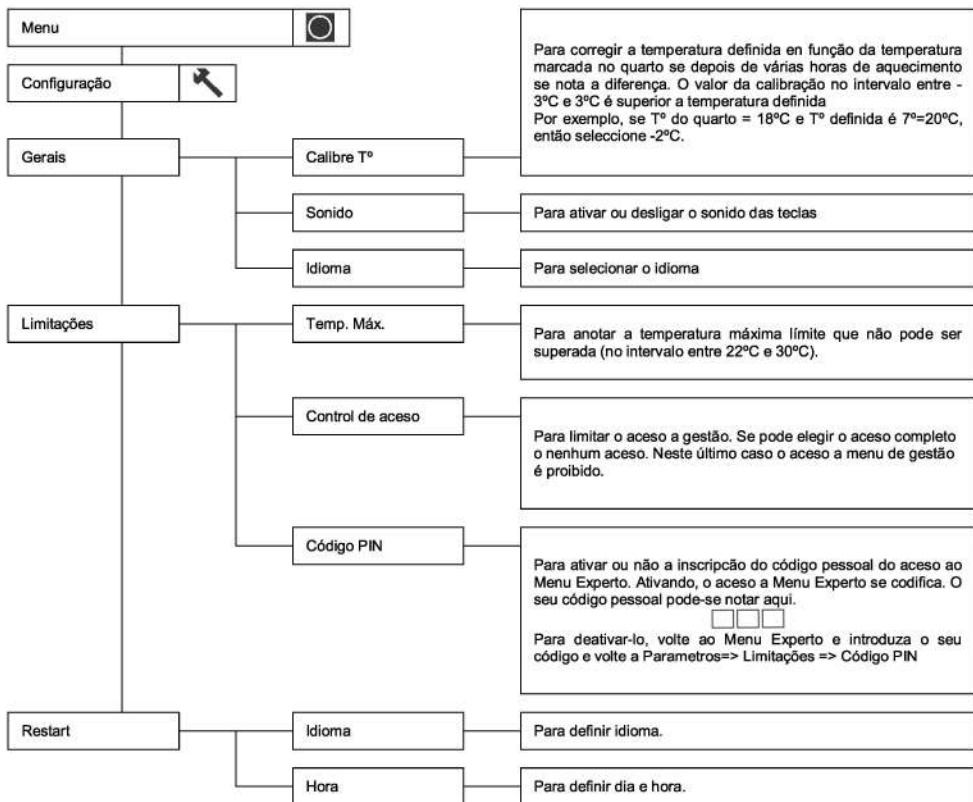 Menu
Configuração
Gerais
Calibre Tº
Para corregir a temperatura definida en função da temperatura
marcada no quarto se depois de várias horas de aquecimento
se nota a diferença. O valor da calibração no intervalo entre -
3ºC e 3ºC é superior a temperatura definida
Por exemplo, se Tº do quarto = 18ºC e Tº definida é 7º=20ºC,
então seleccione -2ºC.
Sonido
Para ativar ou desligar o sonido das teclas
Idioma
Para selecionar o idioma
Limitações
Temp. Máx.
Para anotar a temperatura máxima límite que não pode ser
superada (no intervalo entre 22ºC e 30ºC).
Control de aceso
Para limitar o aceso a gestão. Se pode elegir o aceso completo
o nenhum aceso. Neste último caso o aceso a menu de gestão
é proibido.
Código PIN
Para ativar ou não a inscripcão do código pessoal do aceso ao
Menu Experto. Ativando, o aceso a Menu Experto se codifica. O
seu código pessoal pode-se notar aqui.
Para deativar-lo, volte ao Menu Experto e introduza o seu
código e volte a Parametros=> Limitações => Código PIN
Restart
Idioma
Para definir idioma.
Hora
Para definir dia e hora.